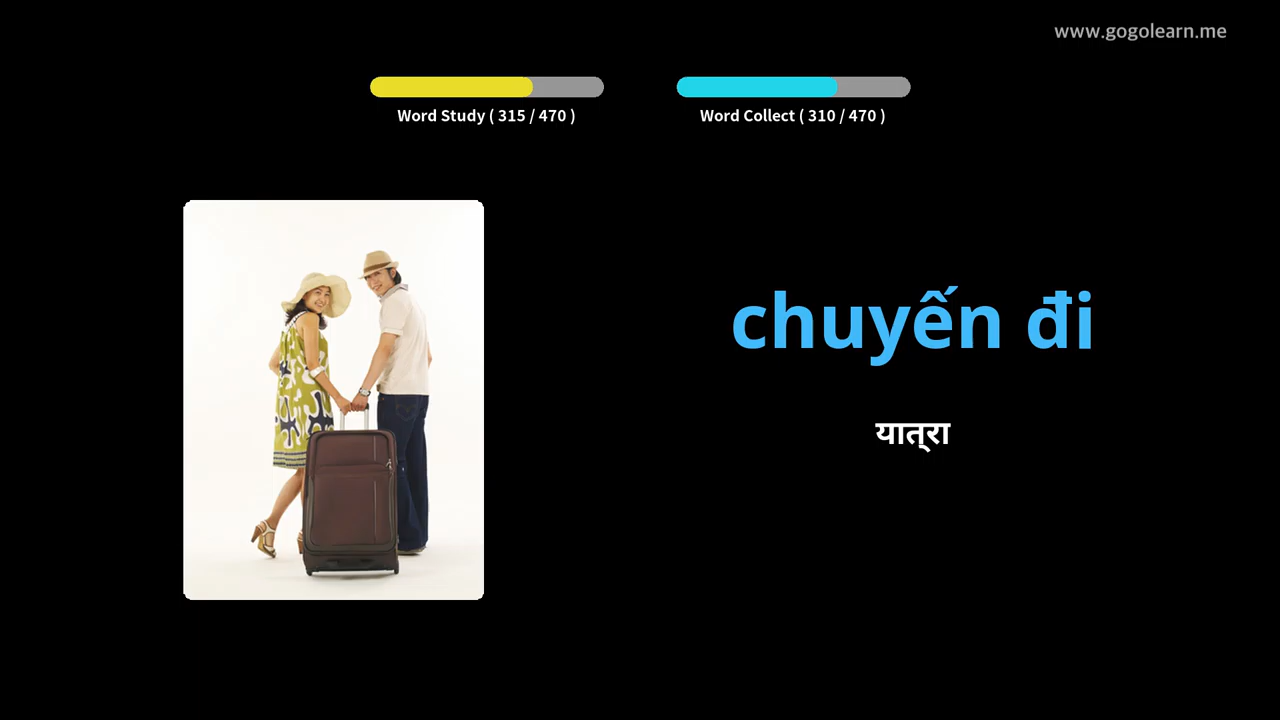 www.gogolearn.me
Word Study ( 315 / 470 )
Word Collect ( 310 / 470 )
chuyến đi
यात्रा